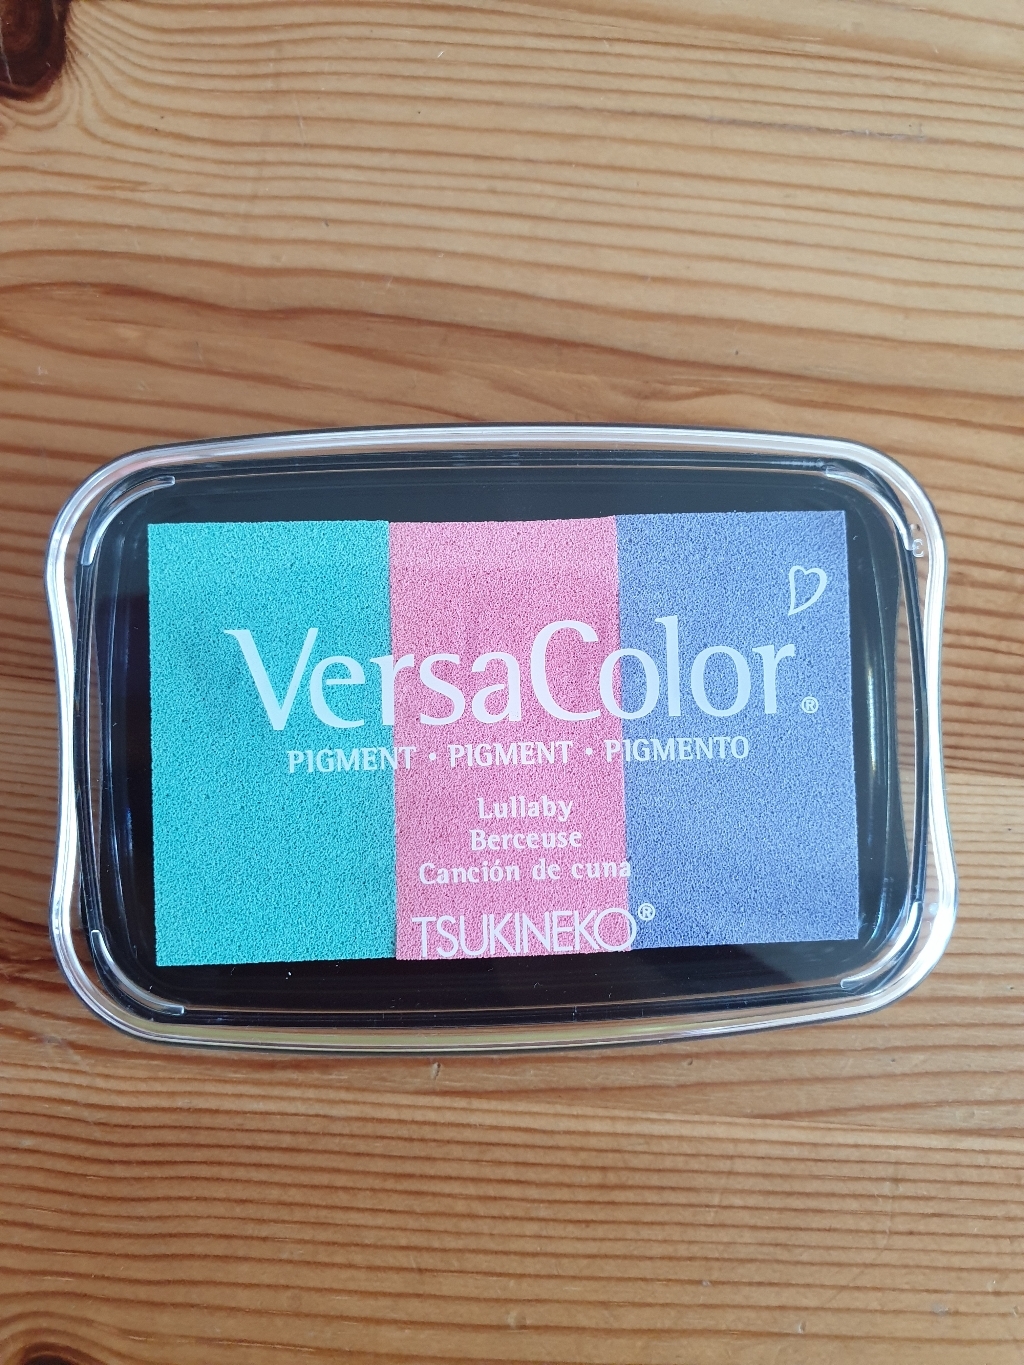 VersaColor®
PIGMENT • PIGMENT • PIGMENTO
Lullaby
Berceuse
Canción de cuna
TSUKINEKO®